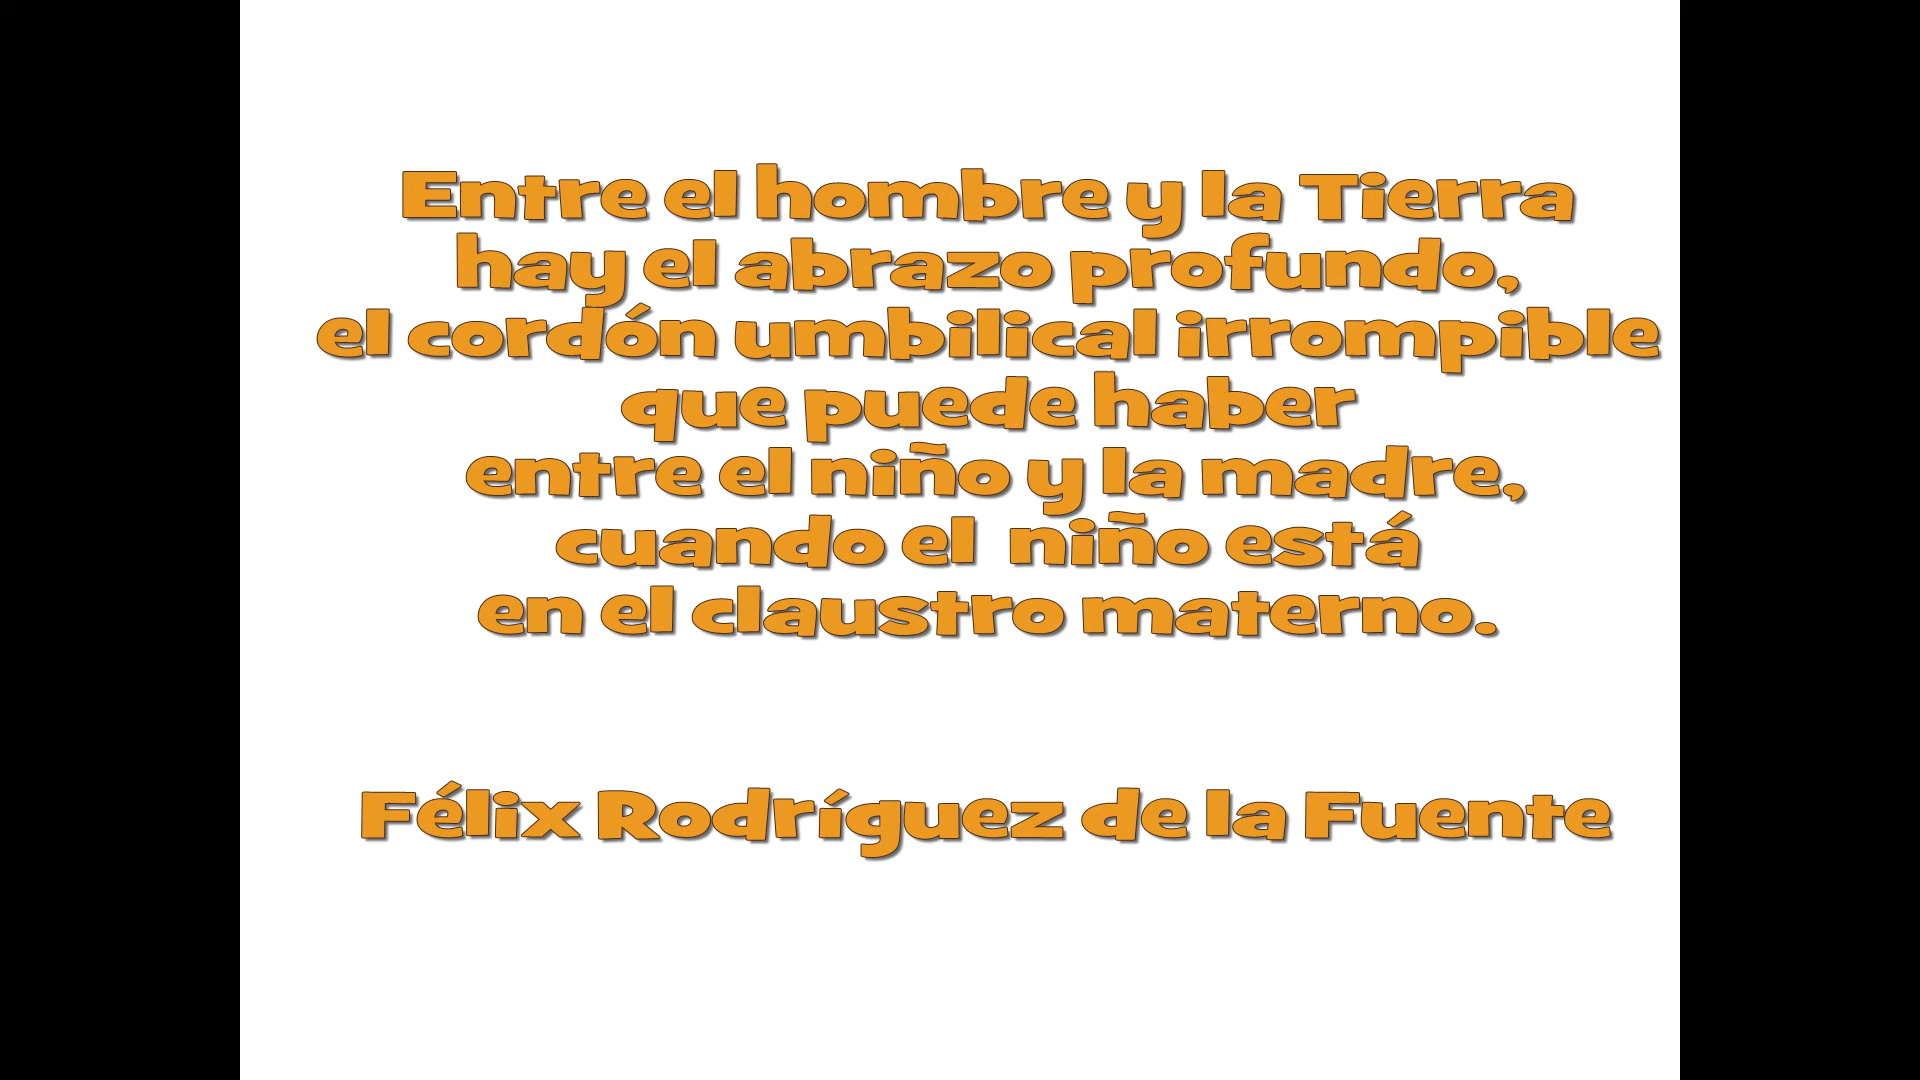 Entre el hombre y la Tierra
hay el abrazo profundo,
el cordón umbilical irrompible
que puede haber
entre el niño y la madre,
cuando el niño está
en el claustro materno.
Félix Rodríguez de la Fuente